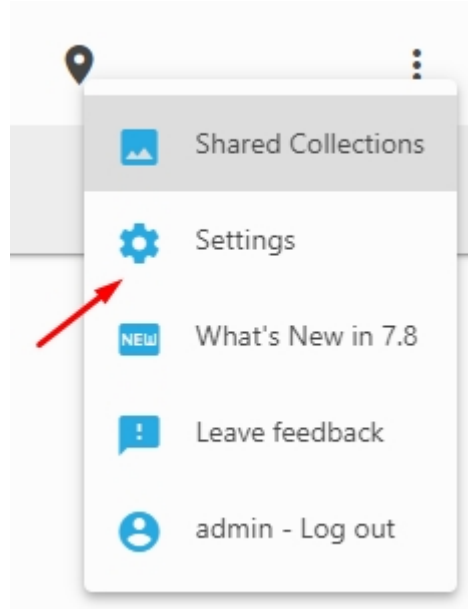 Shared Collections
Settings
NEW What's New in 7.8
Leave feedback
admin - Log out